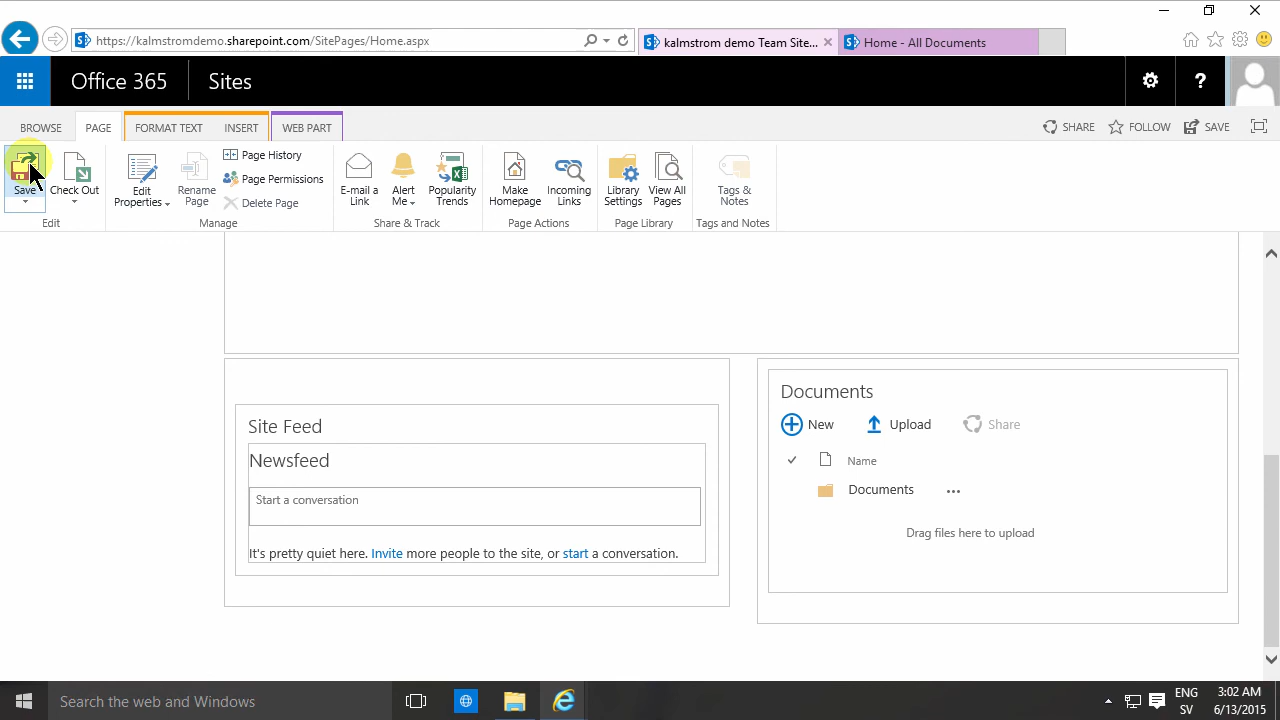 https://kalmstromdemo.sharepoint.com/SitePages/Home.aspx
kalmstrom demo Team Site...
Home - All Documents
Office 365
Sites
?
BROWSE
PAGE
FORMAT TEXT
INSERT
WEB PART
SHARE
FOLLOW
SAVE
Save
Check Out
Edit
Edit
Properties
Rename
Page
Page History
Page Permissions
Delete Page
Manage
E-mail a
Link
Alert
Me
Popularity
Trends
Share & Track
Make
Homepage
Incoming
Links
Page Actions
Library
Settings
View All
Pages
Page Library
Tags &
Notes
Tags and Notes
Site Feed
Newsfeed
Start a conversation
It's pretty quiet here. Invite more people to the site, or start a conversation.
Documents
New
Upload
Share
Name
Documents
...
Drag files here to upload
Search the web and Windows
ENG
SV
3:02 AM
6/13/2015